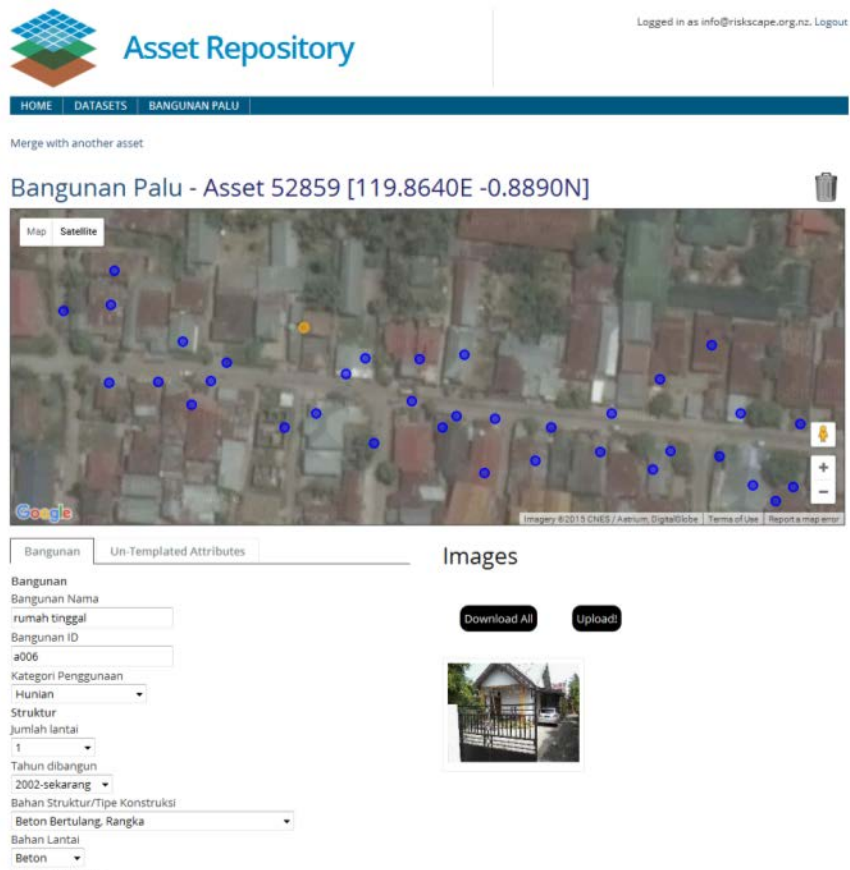 Logged in as info@riskscape.org.nz. Logout
Asset Repository
HOME DATASETS BANGUNAN PALU
Merge with another asset
Bangunan Palu - Asset 52859 [119.8640E -0.8890N]
Map Satellite
+
−
Google
Imagery ©2015 CNES / Astrium, DigitalGlobe Terms of Use Report a map error
Bangunan Un-Templated Attributes
Images
Bangunan
Bangunan Nama
rumah tinggal
Download All Upload!
Bangunan ID
a006
Kategori Penggunaan
Hunian
Struktur
Jumlah lantai
1
Tahun dibangun
2002-sekarang
Bahan Struktur/Tipe Konstruksi
Beton Bertulang, Rangka
Bahan Lantai
Beton